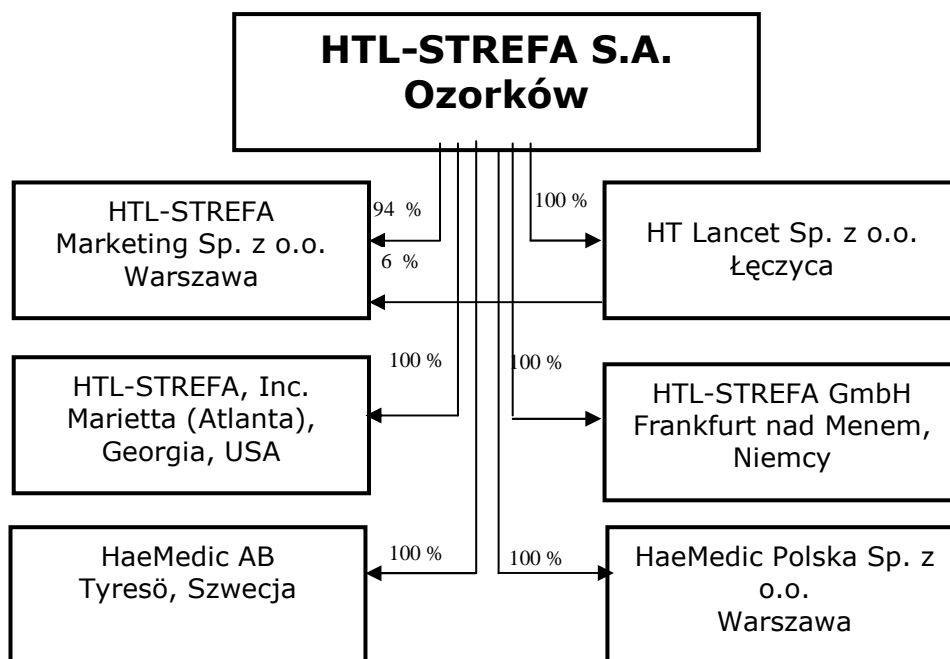 HTL-STREFA S.A.
Ozorków
HTL-STREFA
Marketing Sp. z o.o.
Warszawa
94 %
6 %
100 %
HT Lancet Sp. z o.o.
Łęczyca
HTL-STREFA, Inc.
Marietta (Atlanta),
Georgia, USA
100 %
100 %
HTL-STREFA GmbH
Frankfurt nad Menem,
Niemcy
HaeMedic AB
Tyresö, Szwecja
100 %
100 %
HaeMedic Polska Sp. z
o.o.
Warszawa